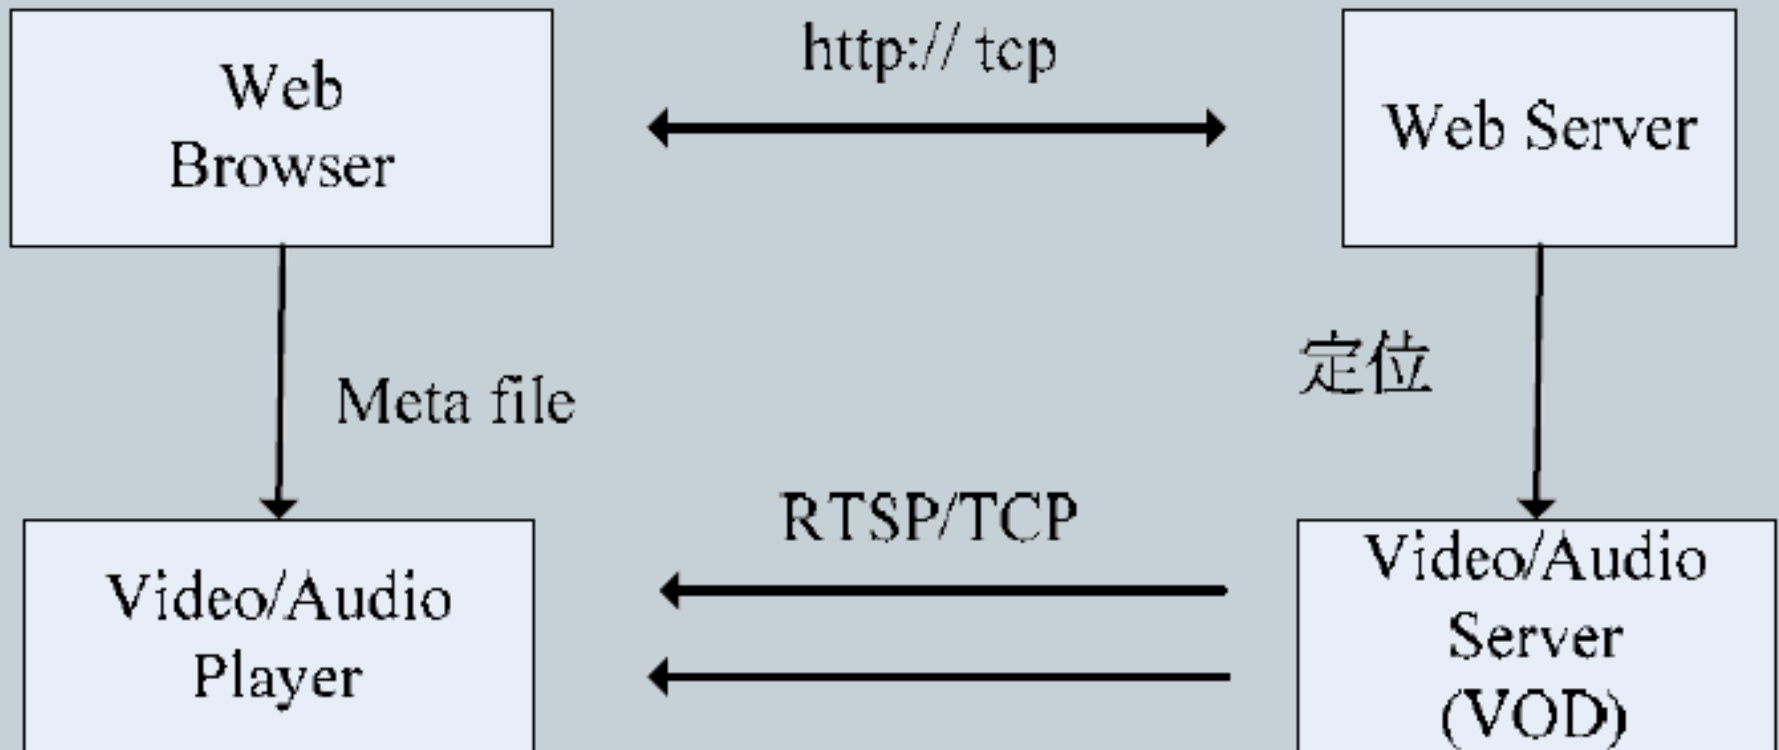 Web
Browser
http:// tcp
Web Server
Meta file
定位
RTSP/TCP
Video/Audio
Player
Video/Audio
Server
(VOD)